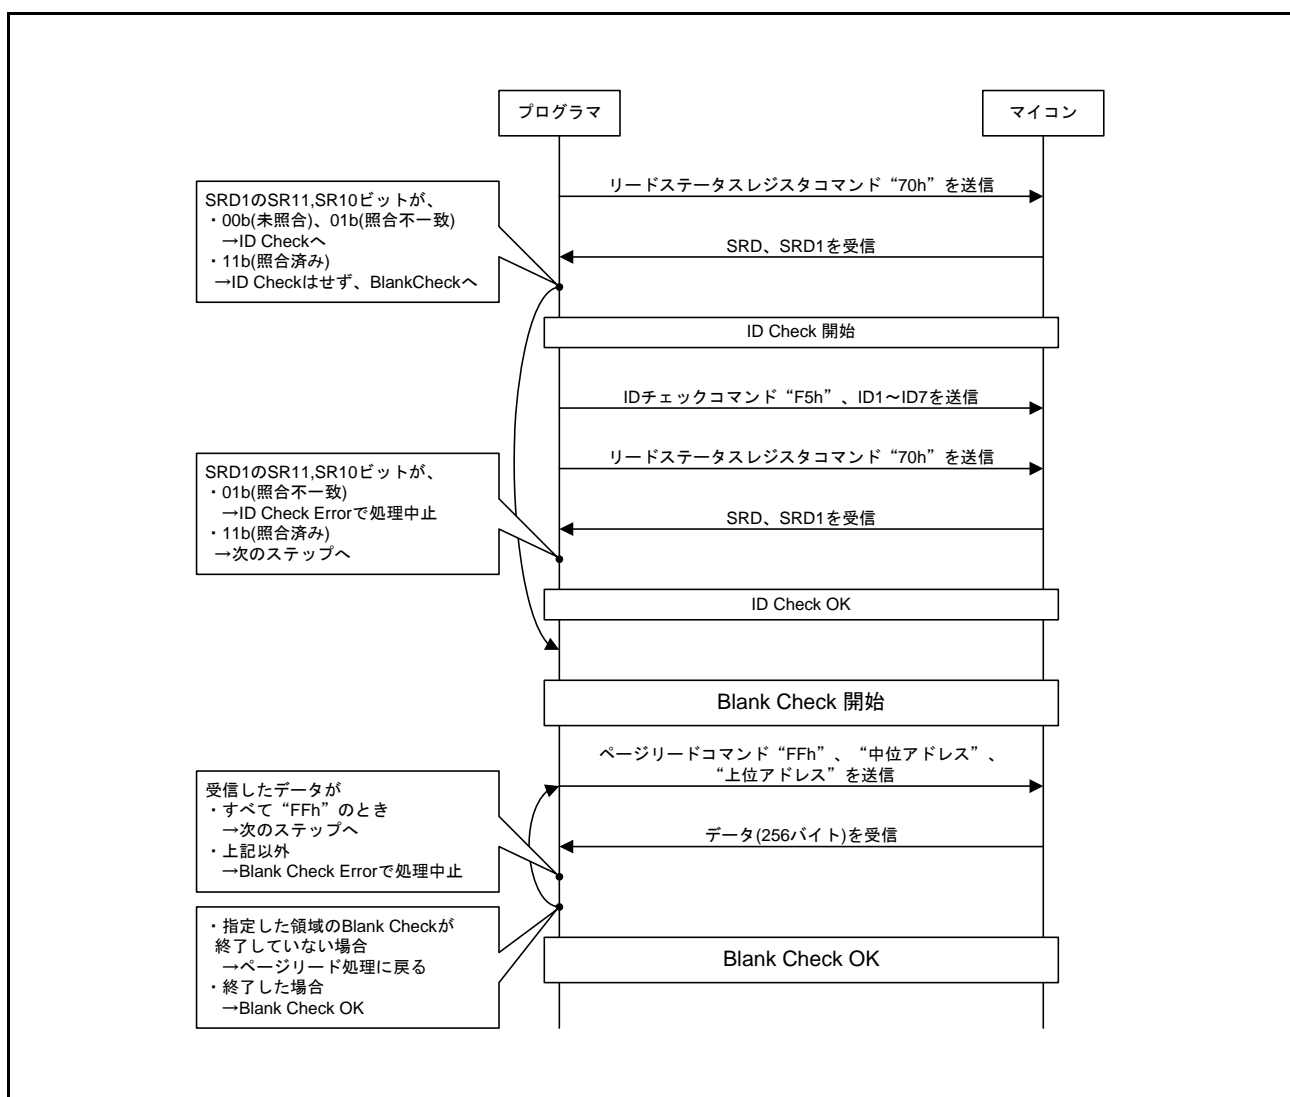 プログラマ
マイコン
リードステータスレジスタコマンド“70h”を送信
SRD1のSR11,SR10ビットが、
・00b(未照合)、01b(照合不一致)
→ID Checkへ
・11b(照合済み)
→ID Checkはせず、BlankCheckへ
SRD、SRD1を受信
ID Check 開始
IDチェックコマンド“F5h”、ID1～ID7を送信
リードステータスレジスタコマンド“70h”を送信
SRD1のSR11,SR10ビットが、
・01b(照合不一致)
→ID Check Errorで処理中止
・11b(照合済み)
→次のステップへ
SRD、SRD1を受信
ID Check OK
Blank Check 開始
ページリードコマンド“FFh”、“中位アドレス”、
“上位アドレス”を送信
受信したデータが
・すべて“FFh”のとき
→次のステップへ
・上記以外
→Blank Check Errorで処理中止
データ(256バイト)を受信
・指定した領域のBlank Checkが
終了していない場合
→ページリード処理に戻る
・終了した場合
→Blank Check OK
Blank Check OK